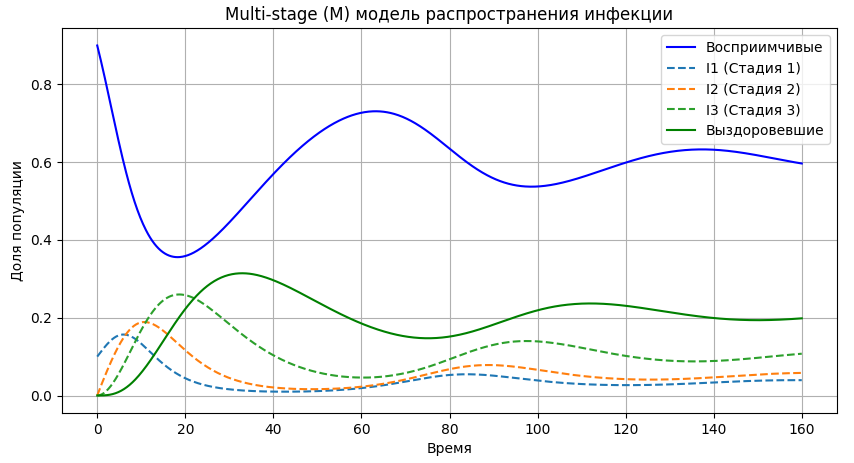 Multi-stage (M) модель распространения инфекции
Восприимчивые
I1 (Стадия 1)
I2 (Стадия 2)
I3 (Стадия 3)
Выздоровевшие
Доля популяции
0.8
0.6
0.4
0.2
0.0
0 20 40 60 80 100 120 140 160
Время